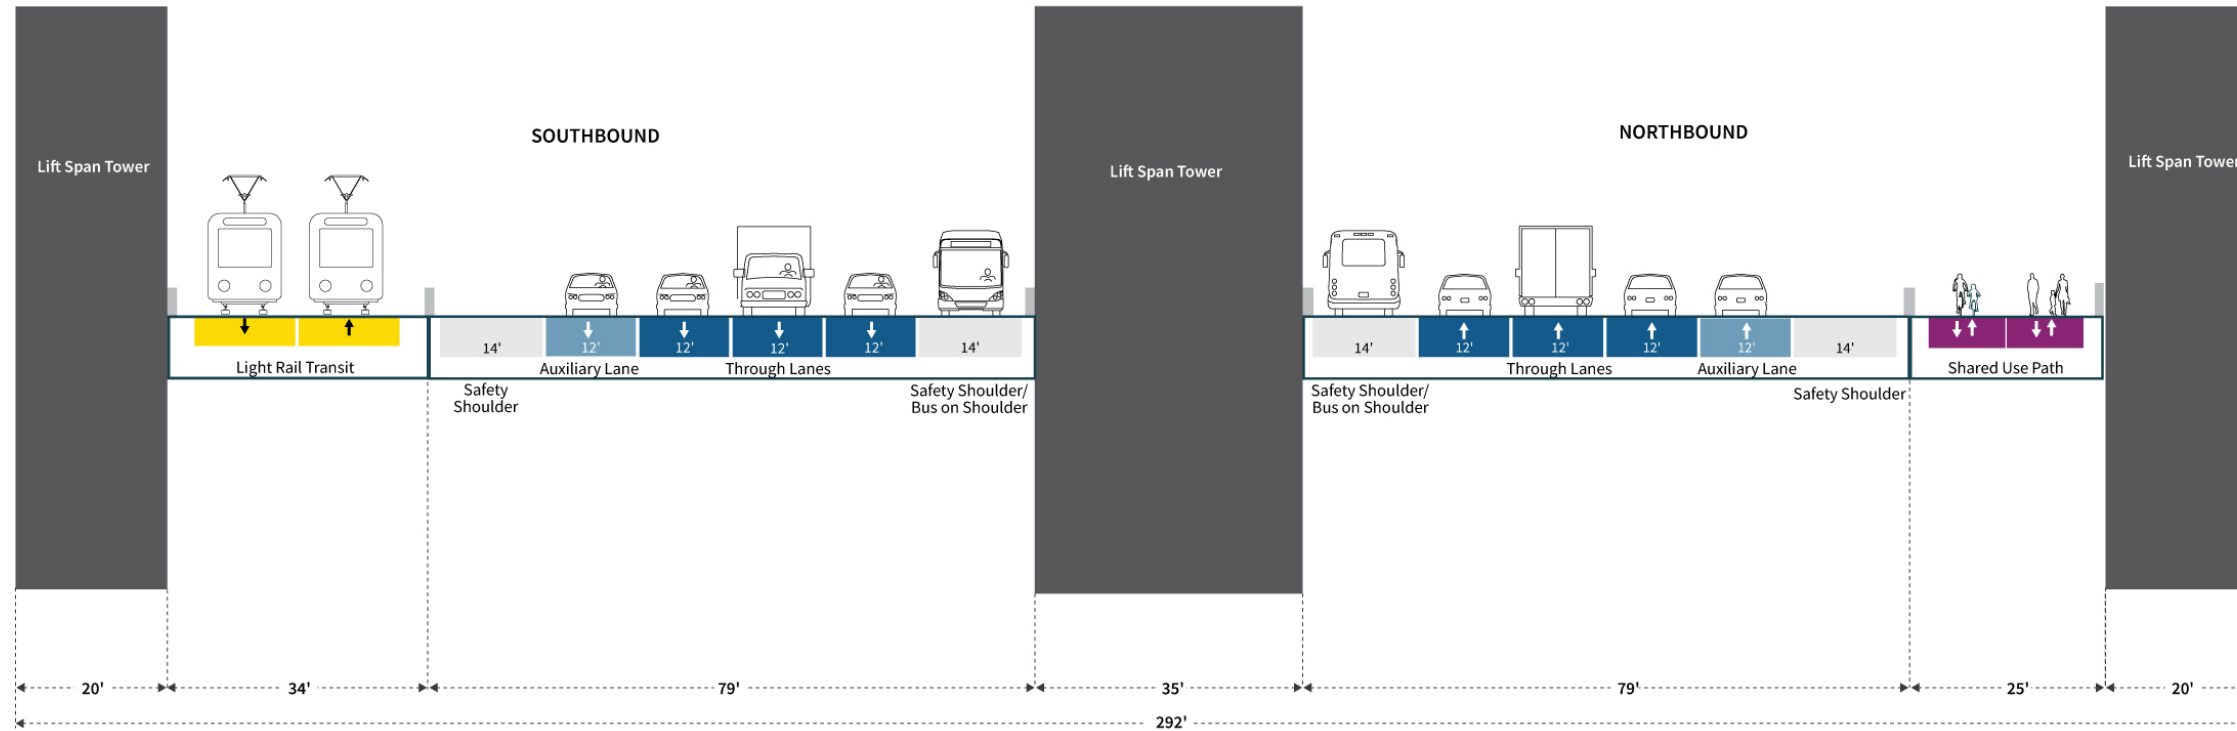 SOUTHBOUND
NORTHBOUND
Lift Span Tower
Lift Span Tower
Lift Span Tower
14'
12'
12'
12'
12'
14'
14'
12'
12'
12'
12'
14'
Light Rail Transit
Auxiliary Lane
Through Lanes
Through Lanes
Auxiliary Lane
Shared Use Path
Safety
Shoulder
Safety Shoulder/
Bus on Shoulder
Safety Shoulder/
Bus on Shoulder
Safety Shoulder
20'
34'
79'
35'
79'
25'
20'
292'